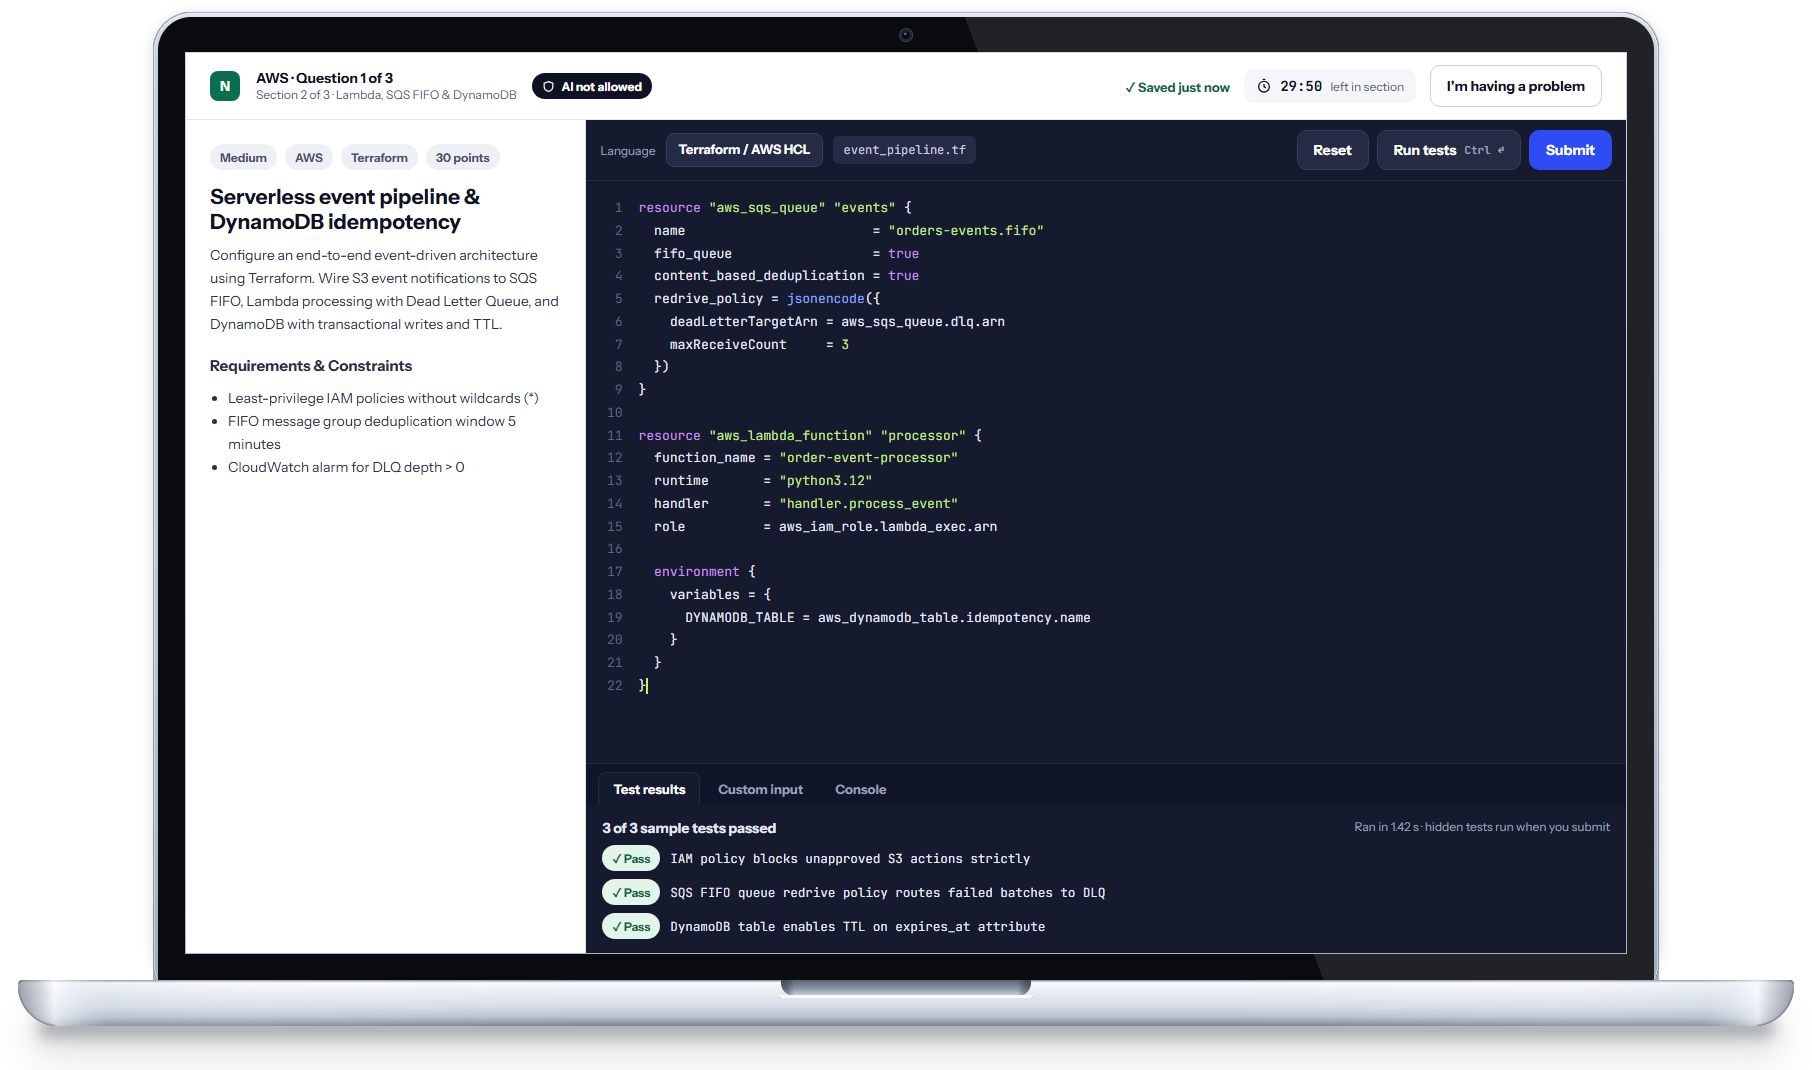 N
AWS · Question 1 of 3
Section 2 of 3 · Lambda, SQS FIFO & DynamoDB
AI not allowed
✓ Saved just now
29:50 left in section
I'm having a problem
Medium
AWS
Terraform
30 points
Serverless event pipeline &
DynamoDB idempotency
Configure an end-to-end event-driven architecture
using Terraform. Wire S3 event notifications to SQS
FIFO, Lambda processing with Dead Letter Queue, and
DynamoDB with transactional writes and TTL.
Requirements & Constraints
• Least-privilege IAM policies without wildcards (*)
• FIFO message group deduplication window 5
minutes
• CloudWatch alarm for DLQ depth > 0
Language
Terraform / AWS HCL
event_pipeline.tf
Reset
Run tests Ctrl ⏎
Submit
1 resource "aws_sqs_queue" "events" {
2   name                        = "orders-events.fifo"
3   fifo_queue                  = true
4   content_based_deduplication = true
5   redrive_policy = jsonencode({
6     deadLetterTargetArn = aws_sqs_queue.dlq.arn
7     maxReceiveCount     = 3
8   })
9 }
10
11 resource "aws_lambda_function" "processor" {
12   function_name = "order-event-processor"
13   runtime       = "python3.12"
14   handler       = "handler.process_event"
15   role          = aws_iam_role.lambda_exec.arn
16
17   environment {
18     variables = {
19       DYNAMODB_TABLE = aws_dynamodb_table.idempotency.name
20     }
21   }
22 }
Test results
Custom input
Console
3 of 3 sample tests passed
Ran in 1.42 s · hidden tests run when you submit
✓ Pass IAM policy blocks unapproved S3 actions strictly
✓ Pass SQS FIFO queue redrive policy routes failed batches to DLQ
✓ Pass DynamoDB table enables TTL on expires_at attribute